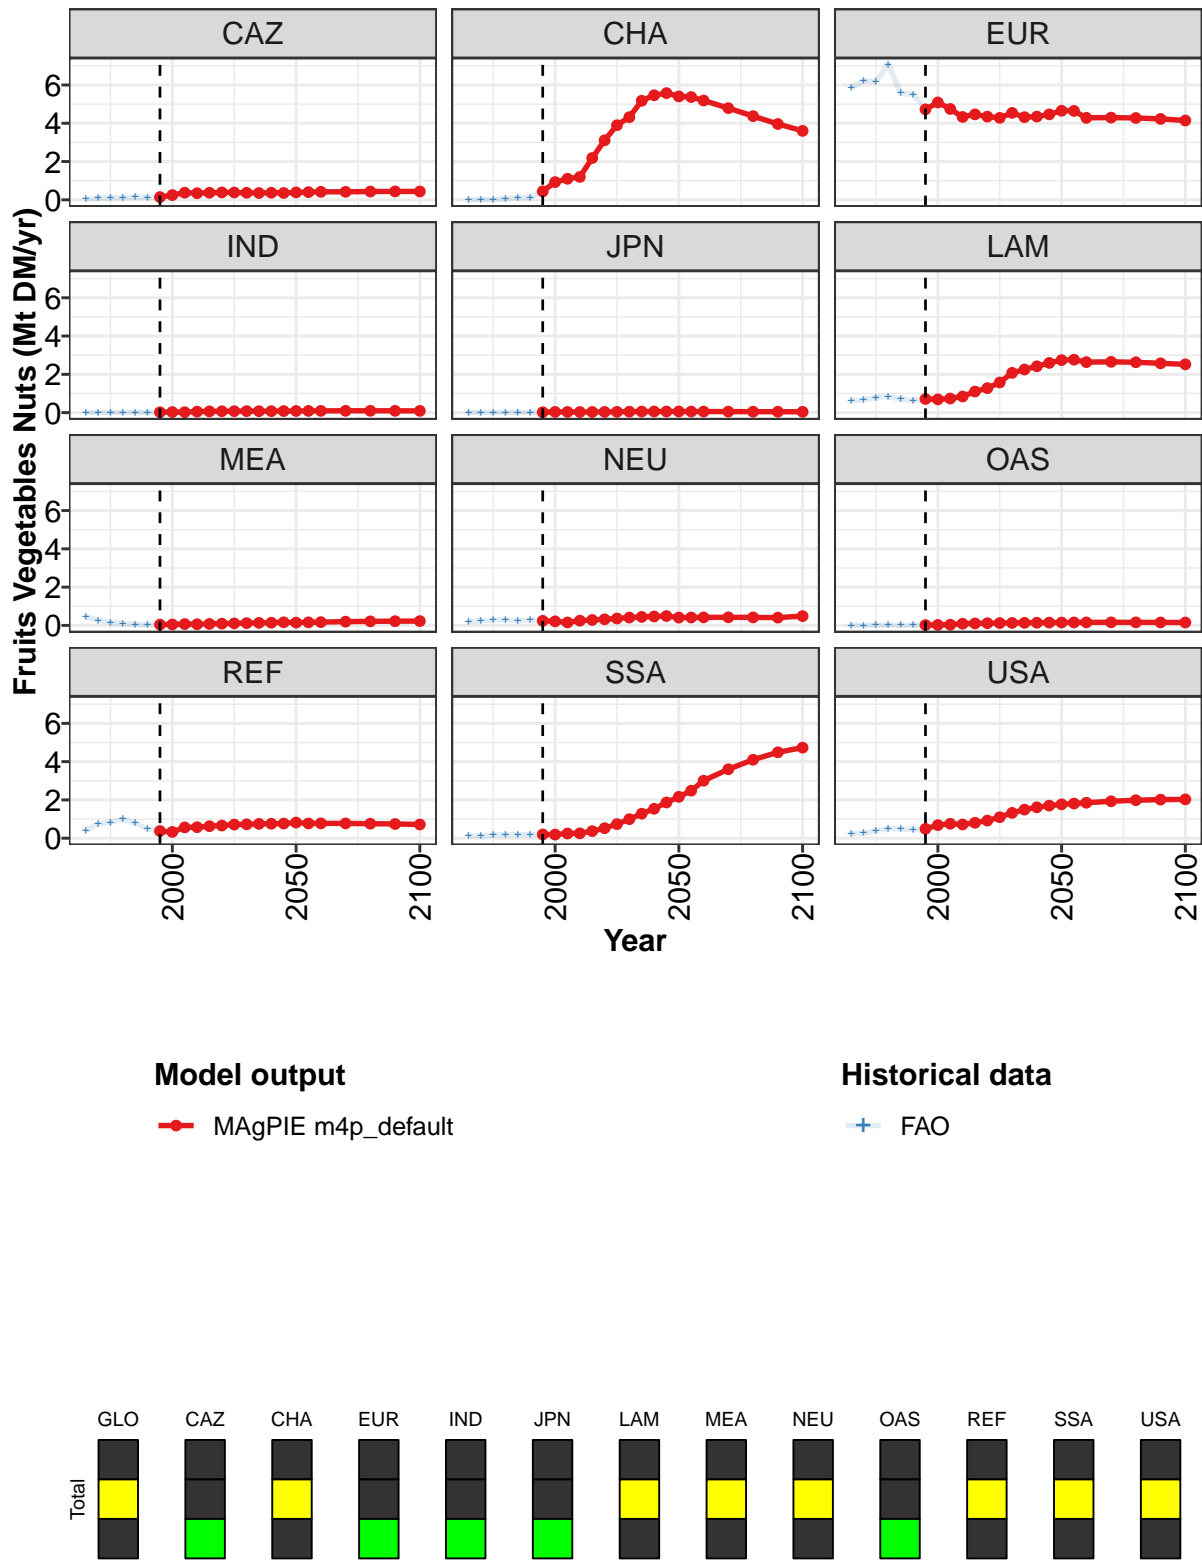 CAZ CHA EUR
6
4
2
0
IND JPN LAM
6
4
2
0
MEA NEU OAS
6
4
2
0
REF SSA USA
6
4
2
0
Fruits Vegetables Nuts (Mt DM/yr)
2000 2050 2100 2000 2050 2100 2000 2050 2100
Year
Model output Historical data
MAgPIE m4p_default FAO
GLO CAZ CHA EUR IND JPN LAM MEA NEU OAS REF SSA USA
Total